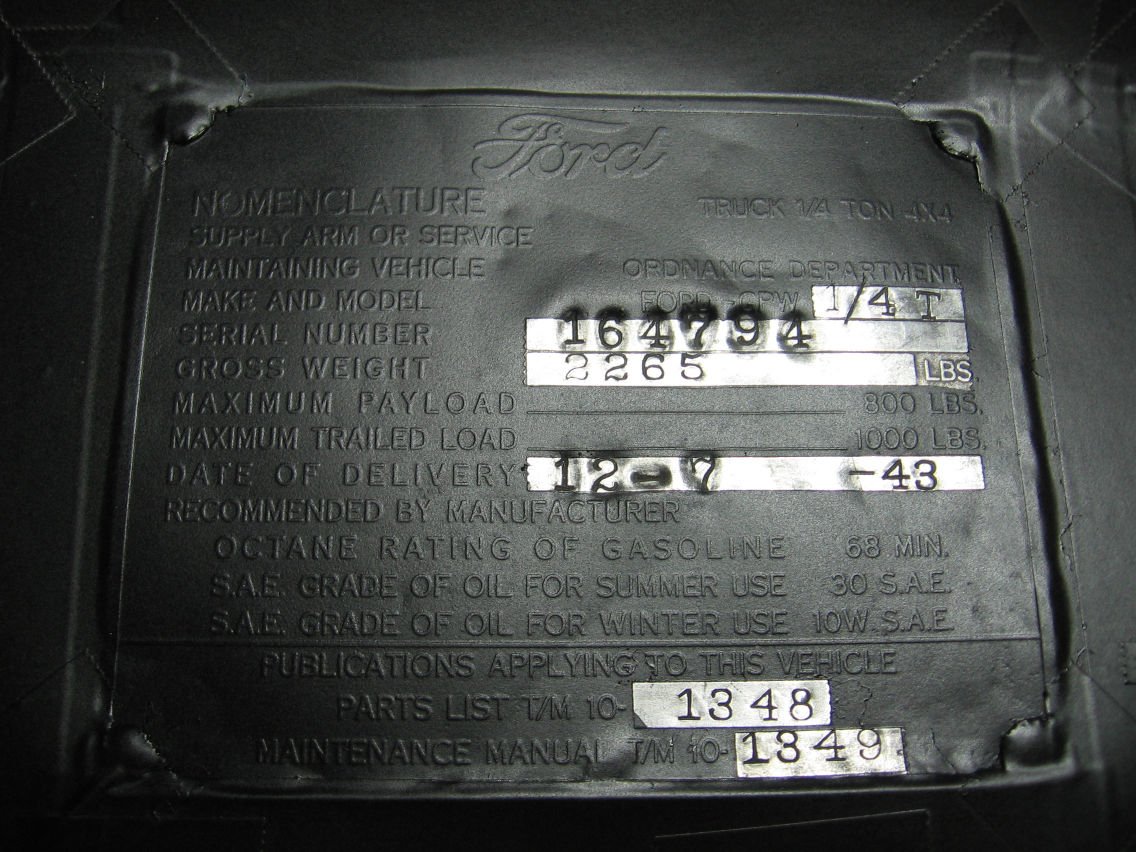 Ford
NOMENCLATURE TRUCK 1/4 TON 4X4
SUPPLY ARM OR SERVICE
MAINTAINING VEHICLE ORDNANCE DEPARTMENT
MAKE AND MODEL FORD-GPW 1/4 T
SERIAL NUMBER 164794
GROSS WEIGHT 2265 LBS.
MAXIMUM PAYLOAD 800 LBS.
MAXIMUM TRAILED LOAD 1000 LBS.
DATE OF DELIVERY 12-7 -43
RECOMMENDED BY MANUFACTURER
OCTANE RATING OF GASOLINE 68 MIN.
S.A.E. GRADE OF OIL FOR SUMMER USE 30 S.A.E.
S.A.E. GRADE OF OIL FOR WINTER USE 10W. S.A.E.
PUBLICATIONS APPLYING TO THIS VEHICLE
PARTS LIST T/M 10-1348
MAINTENANCE MANUAL T/M 10-1349